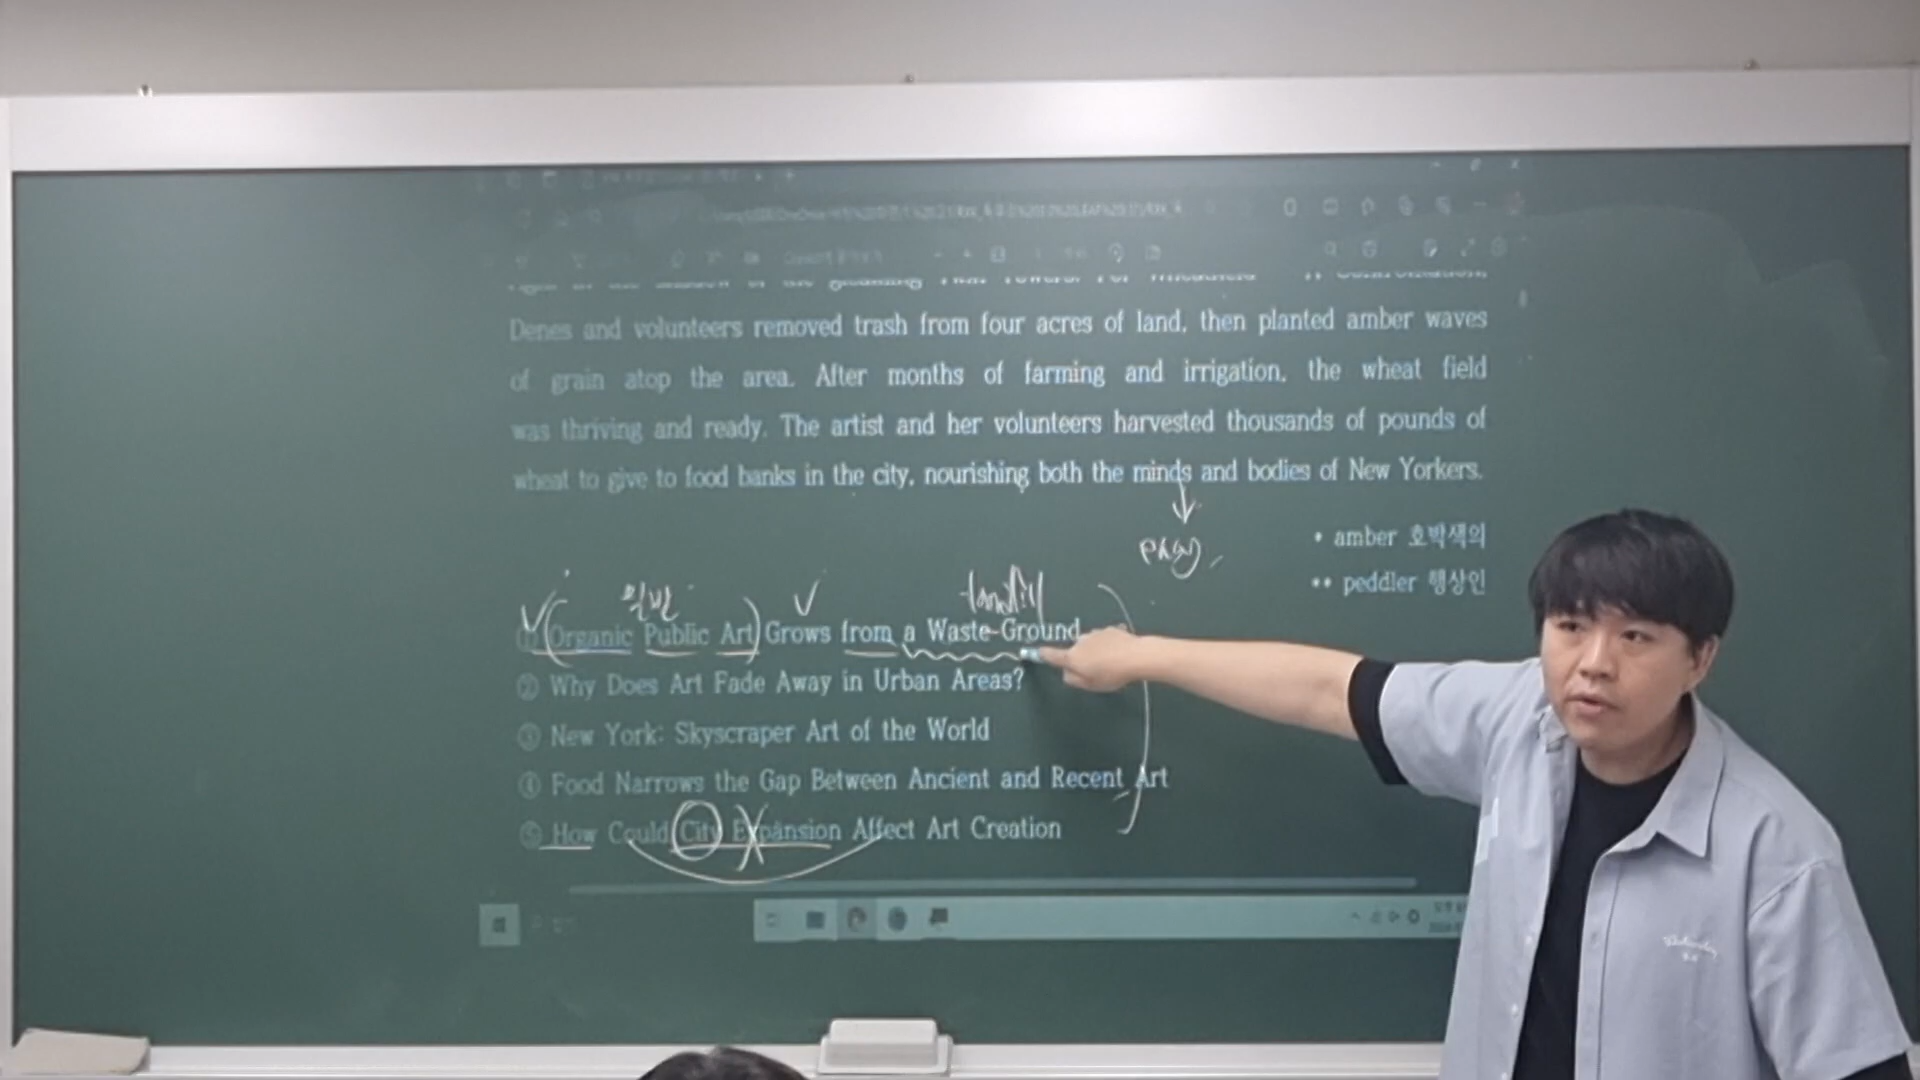 Denes and volunteers removed trash from four acres of land, then planted amber waves
of grain atop the area. After months of farming and irrigation, the wheat field
was thriving and ready. The artist and her volunteers harvested thousands of pounds of
wheat to give to food banks in the city, nourishing both the minds and bodies of New Yorkers.
* amber 호박색의
** peddler 행상인
landfill
① Organic Public Art Grows from a Waste-Ground
② Why Does Art Fade Away in Urban Areas?
③ New York: Skyscraper Art of the World
④ Food Narrows the Gap Between Ancient and Recent Art
⑤ How Could City Expansion Affect Art Creation